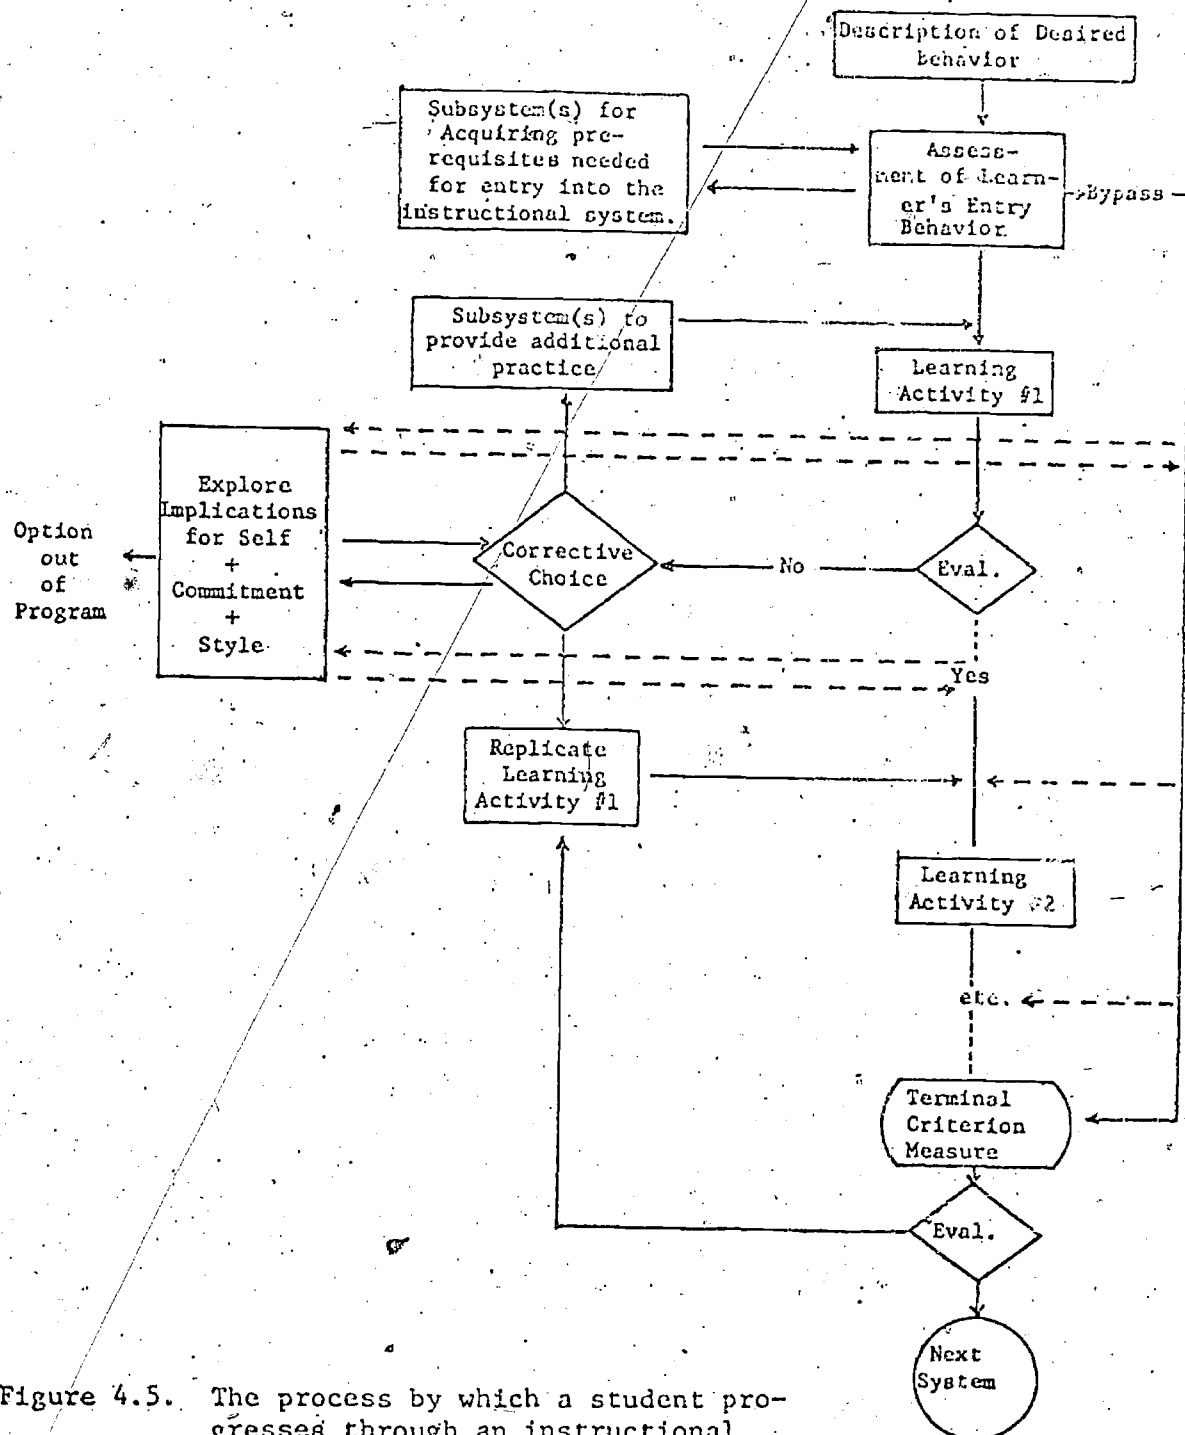 Description of Desired
Behavior
Subsystem(s) for
Acquiring pre-
requisites needed
for entry into the
instructional system.
Assess-
ment of Learn-
er's Entry
Behavior
Bypass
Subsystem(s) to
provide additional
practice
Learning
Activity #1
Explore
Implications
for Self
+
Commitment
+
Style
Option
out
of
Program
Corrective
Choice
No
Eval.
Yes
Replicate
Learning
Activity #1
Learning
Activity #2
etc.
Terminal
Criterion
Measure
Eval.
Next
System
Figure 4.5. The process by which a student pro-
gresses through an instructional